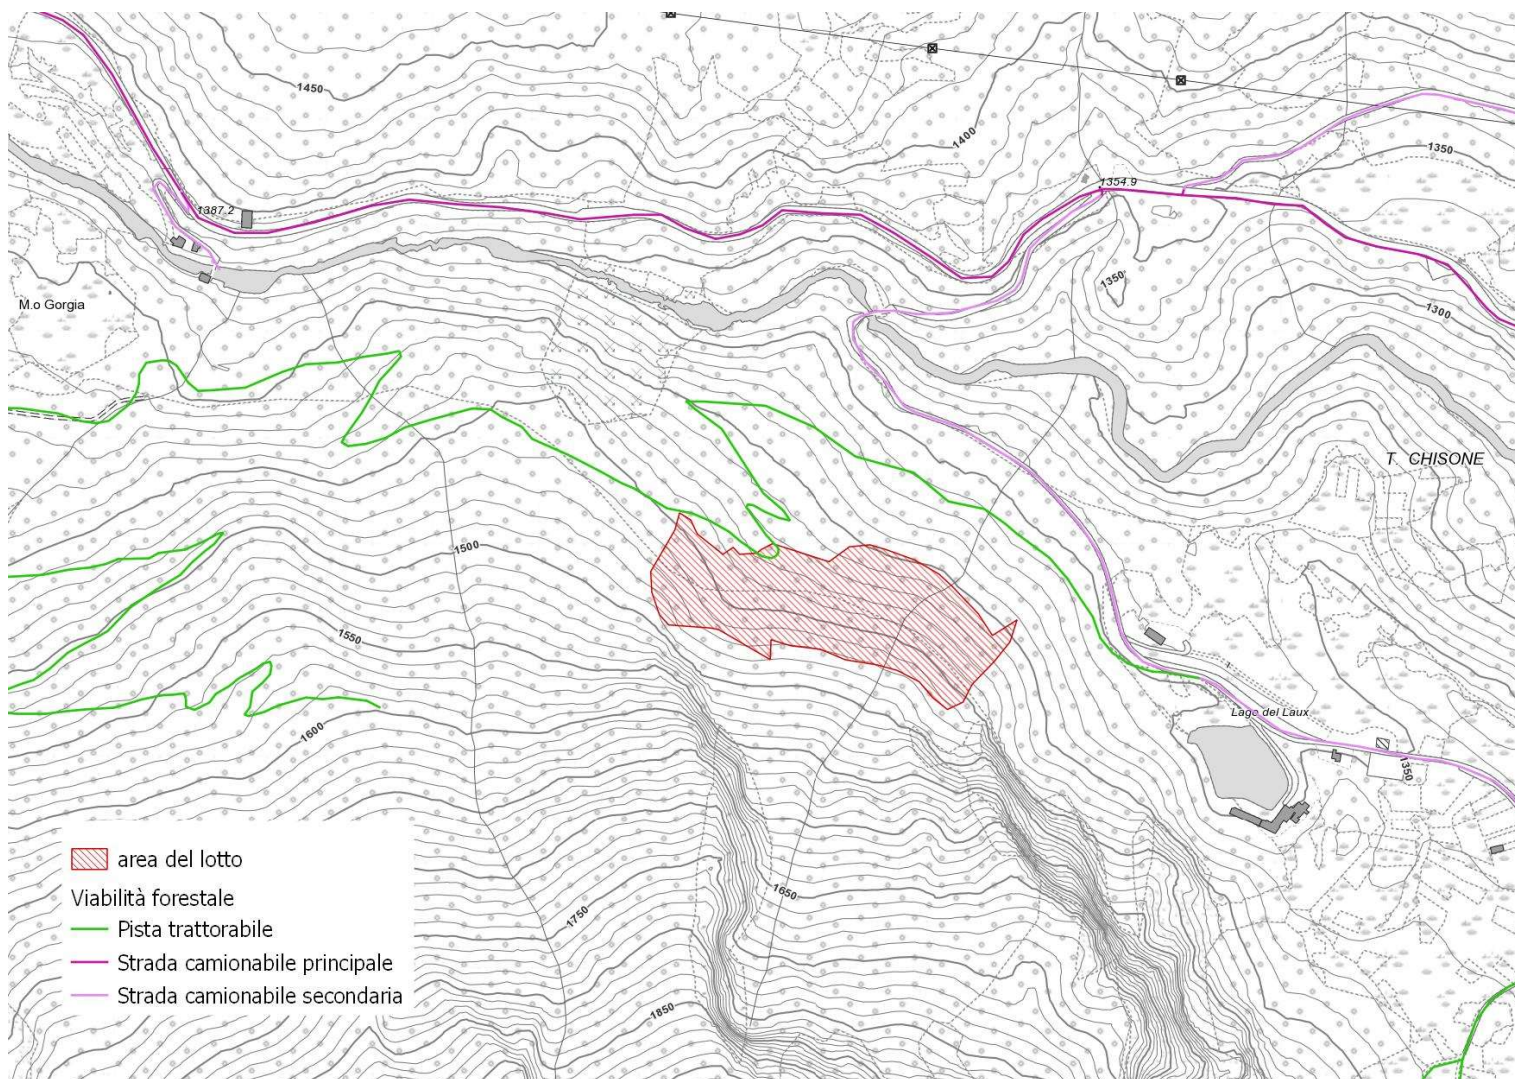 1450
1400
1350
1354.9
1387.2
1350
M.o Gorgia
1300
T. CHISONE
1500
1550
Lago del Laux
1600
1350
area del lotto
1650
Viabilità forestale
1750
Pista trattorabile
Strada camionabile principale
Strada camionabile secondaria
1850